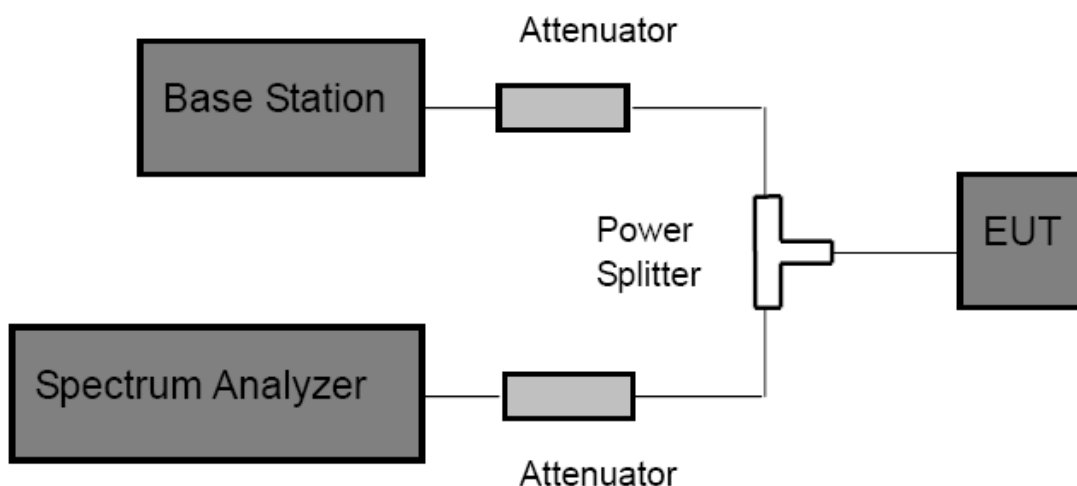 Attenuator
Base Station
Power
Splitter
EUT
Spectrum Analyzer
Attenuator